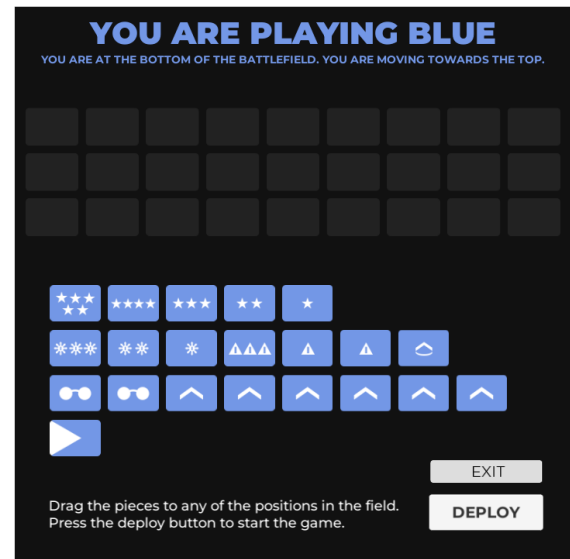 YOU ARE PLAYING BLUE
YOU ARE AT THE BOTTOM OF THE BATTLEFIELD. YOU ARE MOVING TOWARDS THE TOP.
EXIT
Drag the pieces to any of the positions in the field.
Press the deploy button to start the game.
DEPLOY